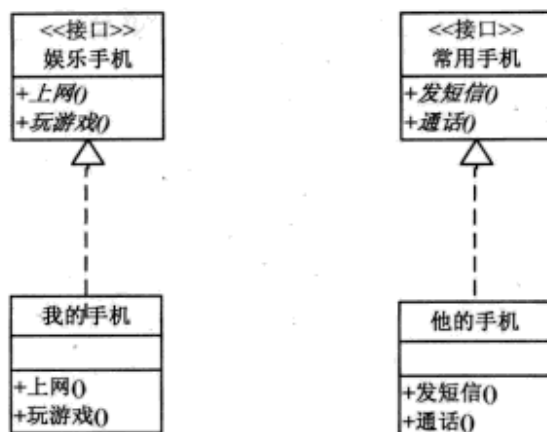 <<接口>>
娱乐手机
+上网()
+玩游戏()
<<接口>>
常用手机
+发短信()
+通话()
我的手机
+上网()
+玩游戏()
他的手机
+发短信()
+通话()